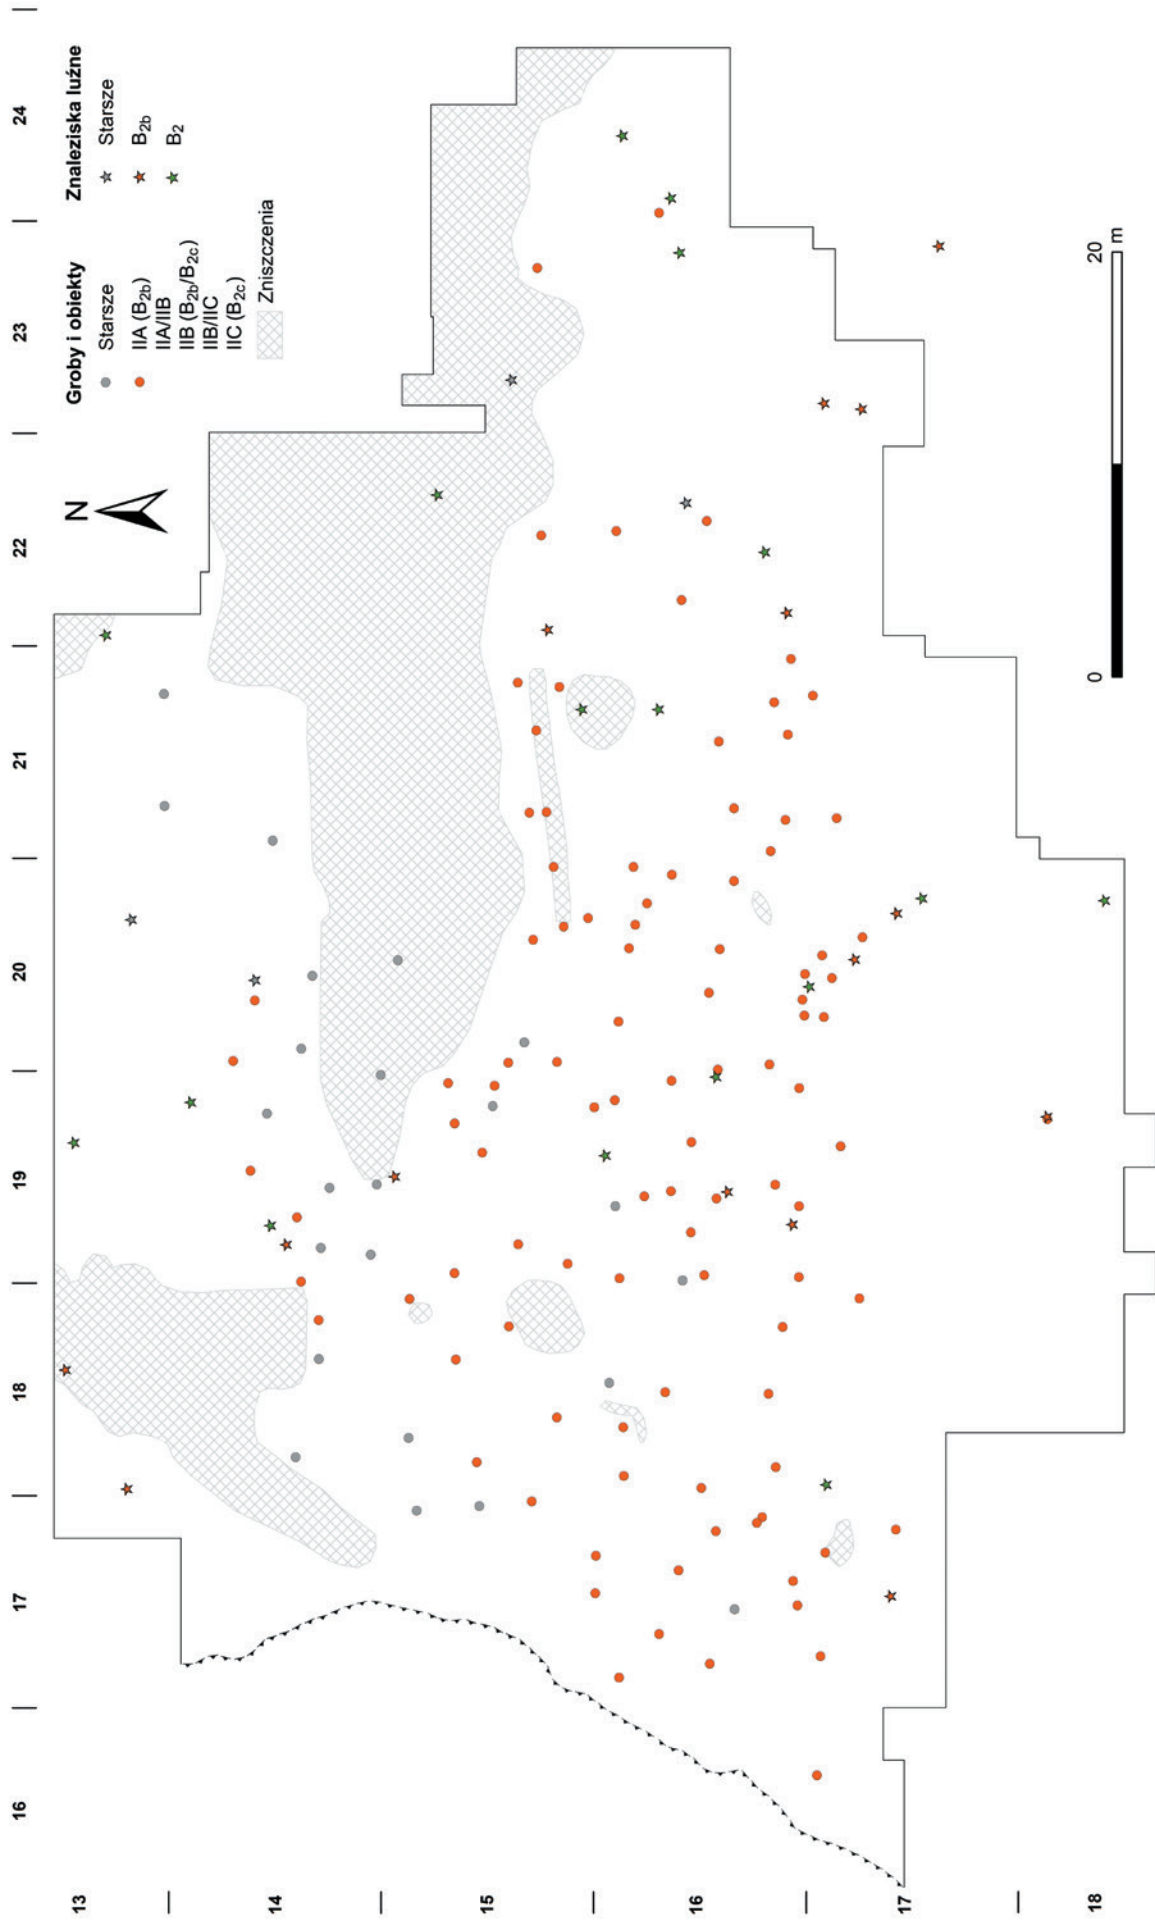 16 17 18 19 20 21 22 23 24
13
14
15
16
17
18
N
Groby i obiekty
Starsze
IIA (B2b)
IIA/IIB
IIB (B2b/B2c)
IIB/IIC
IIC (B2c)
Zniszczenia
Znaleziska luźne
Starsze
B2b
B2
0 20 m